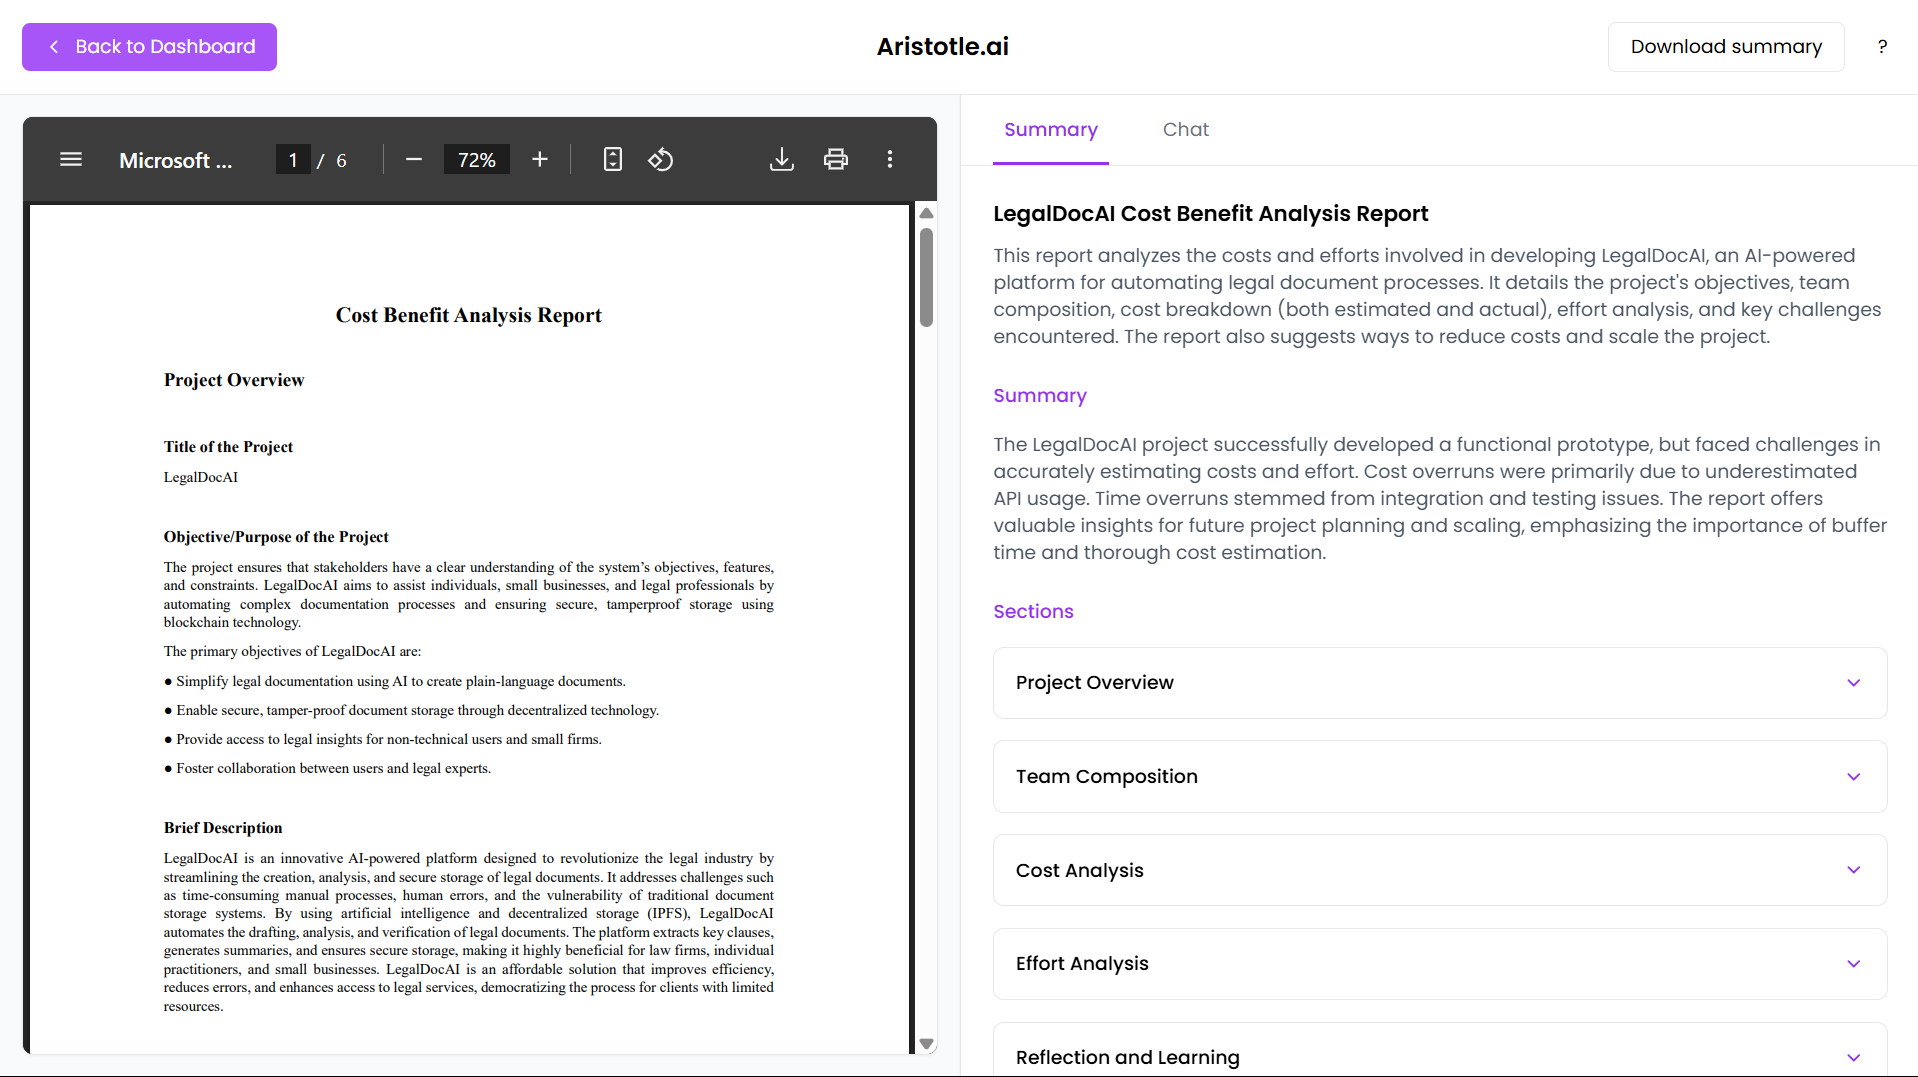 Back to Dashboard
Aristotle.ai
Download summary
?
Microsoft ...
1 / 6
72%
Cost Benefit Analysis Report
Project Overview
Title of the Project
LegalDocAI
Objective/Purpose of the Project
The project ensures that stakeholders have a clear understanding of the system’s objectives, features,
and constraints. LegalDocAI aims to assist individuals, small businesses, and legal professionals by
automating complex documentation processes and ensuring secure, tamperproof storage using
blockchain technology.
The primary objectives of LegalDocAI are:
● Simplify legal documentation using AI to create plain-language documents.
● Enable secure, tamper-proof document storage through decentralized technology.
● Provide access to legal insights for non-technical users and small firms.
● Foster collaboration between users and legal experts.
Brief Description
LegalDocAI is an innovative AI-powered platform designed to revolutionize the legal industry by
streamlining the creation, analysis, and secure storage of legal documents. It addresses challenges such
as time-consuming manual processes, human errors, and the vulnerability of traditional document
storage systems. By using artificial intelligence and decentralized storage (IPFS), LegalDocAI
automates the drafting, analysis, and verification of legal documents. The platform extracts key clauses,
generates summaries, and ensures secure storage, making it highly beneficial for law firms, individual
practitioners, and small businesses. LegalDocAI is an affordable solution that improves efficiency,
reduces errors, and enhances access to legal services, democratizing the process for clients with limited
resources.
Summary
Chat
LegalDocAI Cost Benefit Analysis Report
This report analyzes the costs and efforts involved in developing LegalDocAI, an AI-powered
platform for automating legal document processes. It details the project's objectives, team
composition, cost breakdown (both estimated and actual), effort analysis, and key challenges
encountered. The report also suggests ways to reduce costs and scale the project.
Summary
The LegalDocAI project successfully developed a functional prototype, but faced challenges in
accurately estimating costs and effort. Cost overruns were primarily due to underestimated
API usage. Time overruns stemmed from integration and testing issues. The report offers
valuable insights for future project planning and scaling, emphasizing the importance of buffer
time and thorough cost estimation.
Sections
Project Overview
Team Composition
Cost Analysis
Effort Analysis
Reflection and Learning